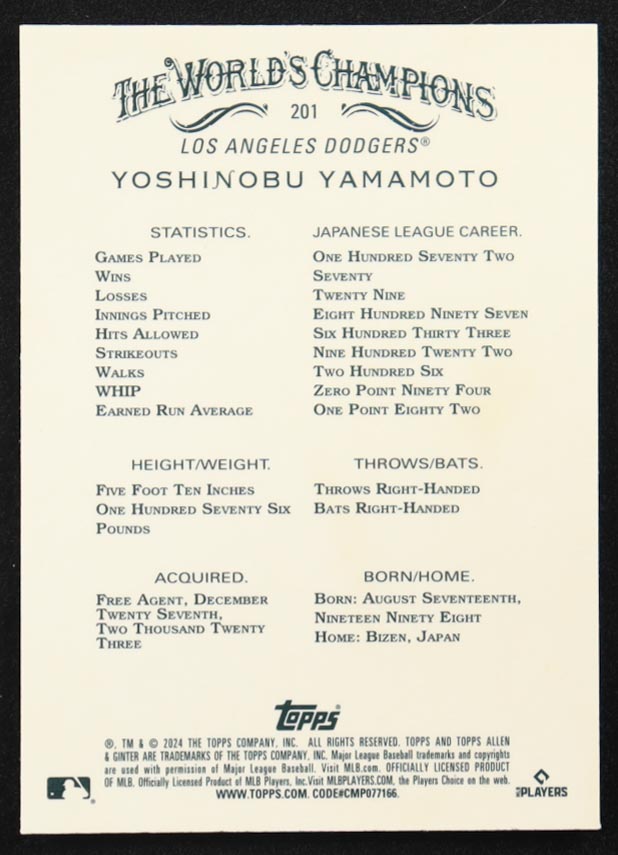 THE WORLD'S CHAMPIONS
201
LOS ANGELES DODGERS®
YOSHINOBU YAMAMOTO
STATISTICS. JAPANESE LEAGUE CAREER.
GAMES PLAYED ONE HUNDRED SEVENTY TWO
WINS SEVENTY
LOSSES TWENTY NINE
INNINGS PITCHED EIGHT HUNDRED NINETY SEVEN
HITS ALLOWED SIX HUNDRED THIRTY THREE
STRIKEOUTS NINE HUNDRED TWENTY TWO
WALKS TWO HUNDRED SIX
WHIP ZERO POINT NINETY FOUR
EARNED RUN AVERAGE ONE POINT EIGHTY TWO
HEIGHT/WEIGHT.
FIVE FOOT TEN INCHES
ONE HUNDRED SEVENTY SIX
POUNDS
THROWS/BATS.
THROWS RIGHT-HANDED
BATS RIGHT-HANDED
ACQUIRED.
FREE AGENT, DECEMBER
TWENTY SEVENTH,
TWO THOUSAND TWENTY
THREE
BORN/HOME.
BORN: AUGUST SEVENTEENTH,
NINETEEN NINETY EIGHT
HOME: BIZEN, JAPAN
Topps®
®, TM & © 2024 THE TOPPS COMPANY, INC. ALL RIGHTS RESERVED. TOPPS AND TOPPS ALLEN
& GINTER ARE TRADEMARKS OF THE TOPPS COMPANY, INC. Major League Baseball trademarks and copyrights
are used with permission of Major League Baseball. Visit MLB.com. OFFICIALLY LICENSED PRODUCT
OF MLB. Officially Licensed Product of MLB Players, Inc. Visit MLBPLAYERS.COM, the Players Choice on the web.
WWW.TOPPS.COM. CODE#CMP077166.
MLB PLAYERS